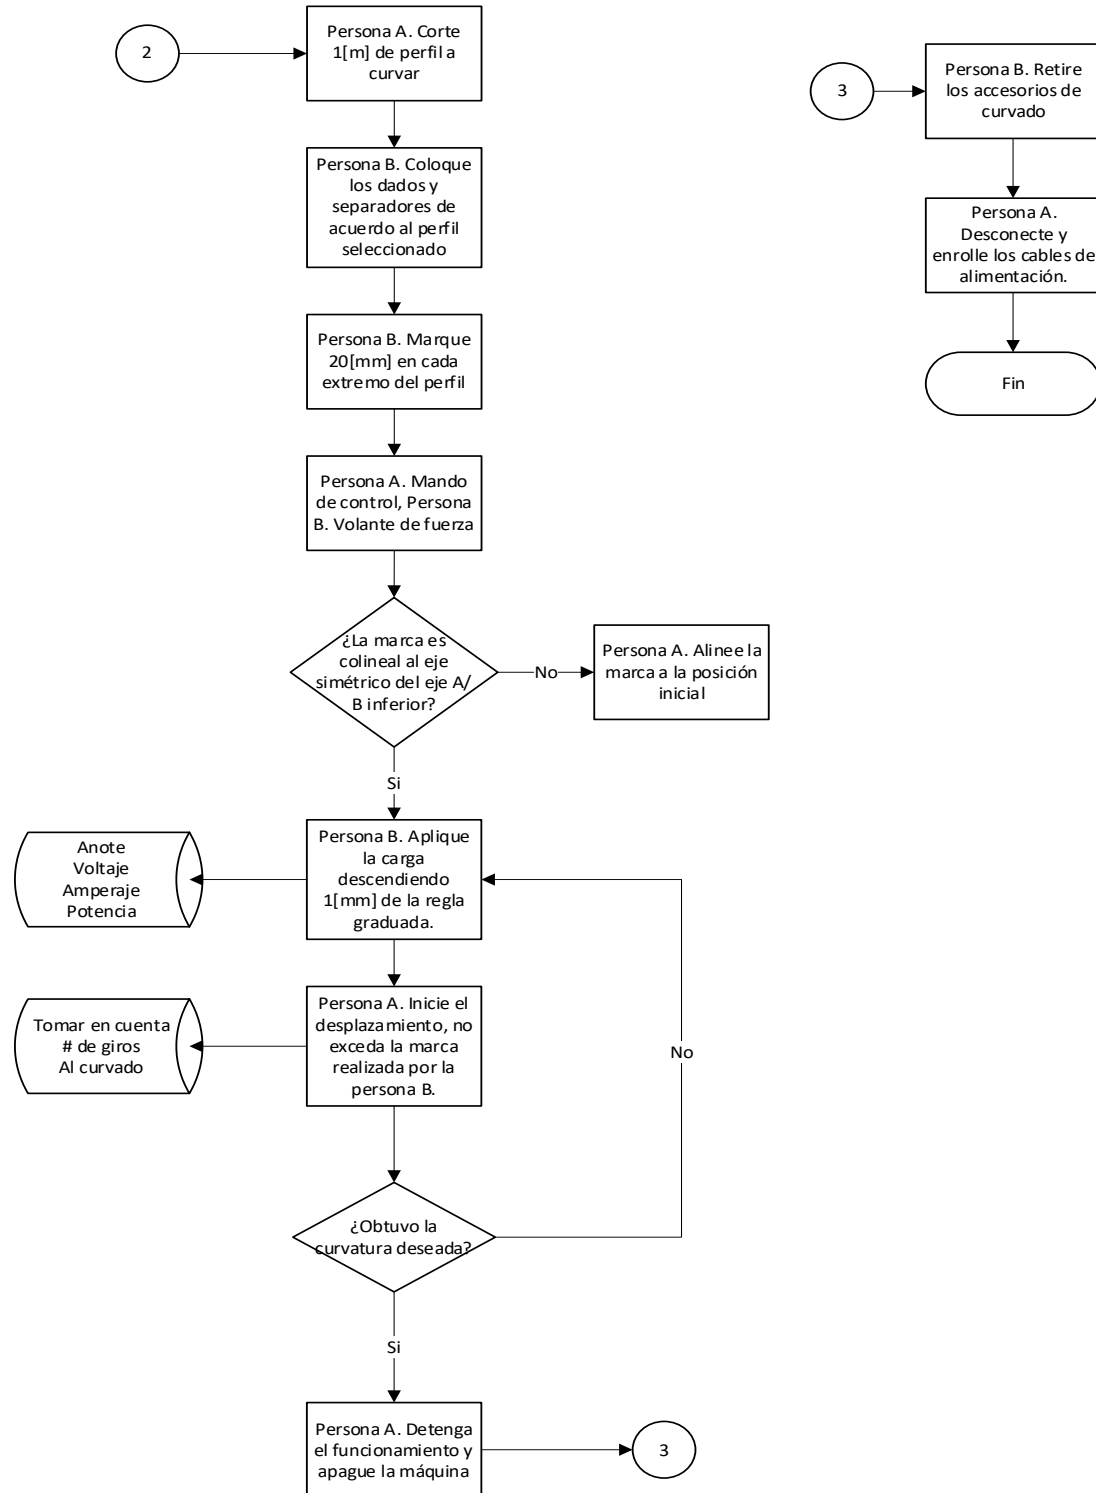 2
Persona A. Corte
1[m] de perfil a
curvar
Persona B. Coloque
los dados y
separadores de
acuerdo al perfil
seleccionado
Persona B. Marque
20[mm] en cada
extremo del perfil
Persona A. Mando
de control, Persona
B. Volante de fuerza
¿La marca es
colineal al eje
simétrico del eje A/
B inferior?
No
Persona A. Alinee la
marca a la posición
inicial
Si
Persona B. Aplique
la carga
descendiendo
1[mm] de la regla
graduada.
Anote
Voltaje
Amperaje
Potencia
Persona A. Inicie el
desplazamiento, no
exceda la marca
realizada por la
persona B.
Tomar en cuenta
# de giros
Al curvado
No
¿Obtuvo la
curvatura deseada?
Si
Persona A. Detenga
el funcionamiento y
apague la máquina
3
3
Persona B. Retire
los accesorios de
curvado
Persona A.
Desconecte y
enrolle los cables de
alimentación.
Fin